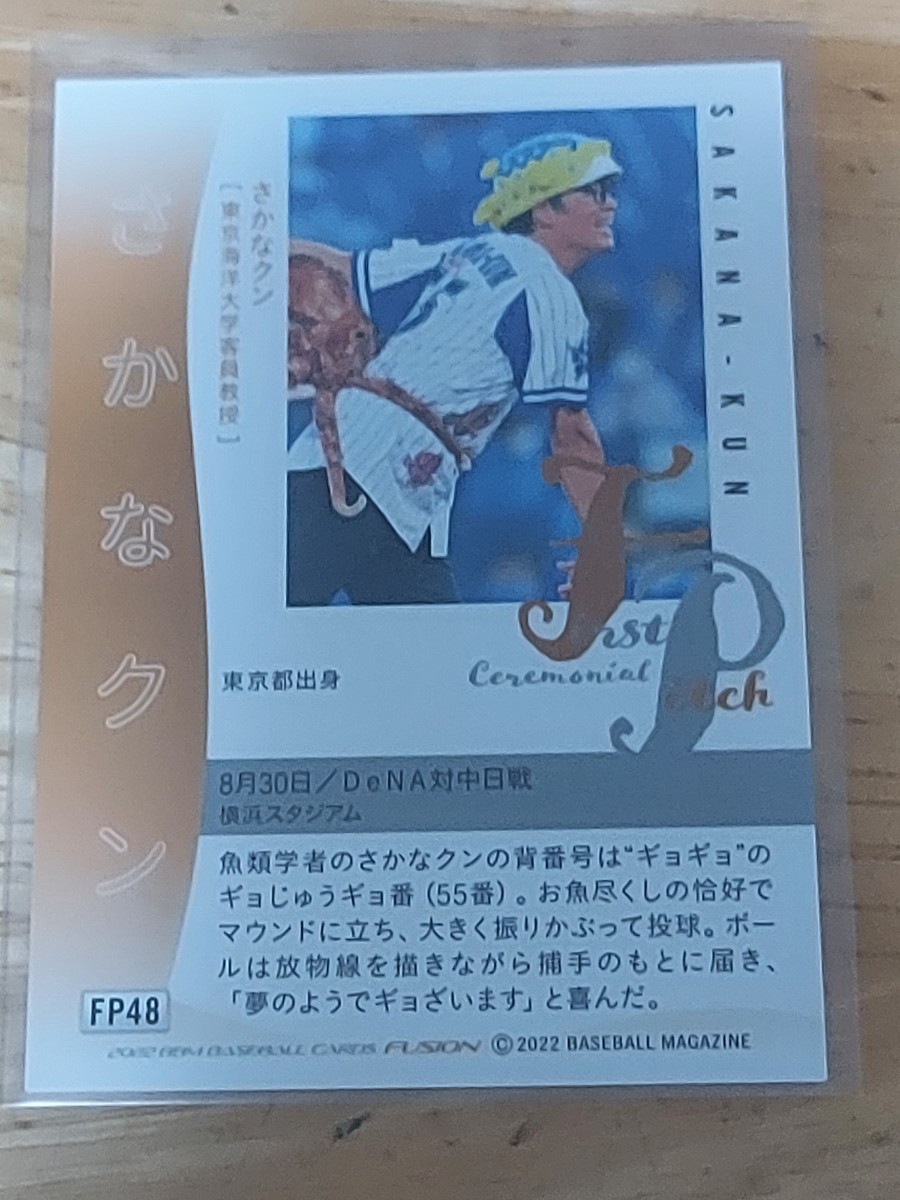 さかなクン
さかなクン
[東京海洋大学客員教授]
SAKANA-KUN
First
Ceremonial
Pitch
東京都出身
8月30日／DeNA対中日戦
横浜スタジアム
魚類学者のさかなクンの背番号は“ギョギョ”の
ギョじゅうギョ番（55番）。お魚尽くしの恰好で
マウンドに立ち、大きく振りかぶって投球。ボー
ルは放物線を描きながら捕手のもとに届き、
「夢のようでギョざいます」と喜んだ。
FP48
2022 BBM BASEBALL CARDS FUSION ©2022 BASEBALL MAGAZINE